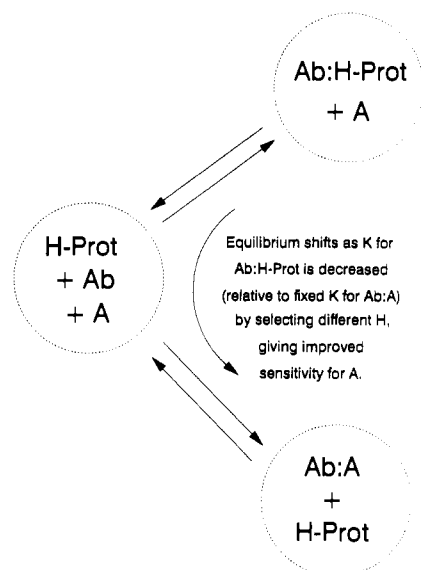 Ab:H-Prot
+ A
H-Prot
+ Ab
+ A
Equilibrium shifts as K for
Ab:H-Prot is decreased
(relative to fixed K for Ab:A)
by selecting different H,
giving improved
sensitivity for A.
Ab:A
+
H-Prot